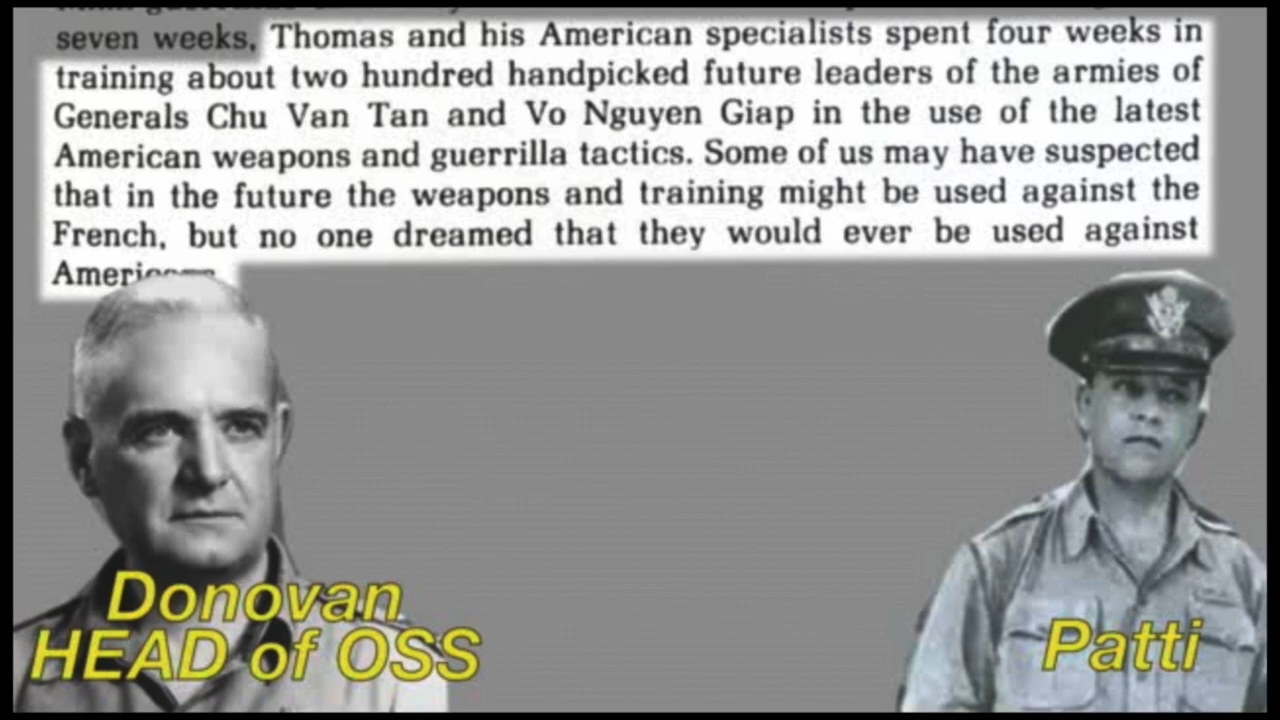 seven weeks, Thomas and his American specialists spent four weeks in
training about two hundred handpicked future leaders of the armies of
Generals Chu Van Tan and Vo Nguyen Giap in the use of the latest
American weapons and guerrilla tactics. Some of us may have suspected
that in the future the weapons and training might be used against the
French, but no one dreamed that they would ever be used against
Donovan
HEAD of OSS
Patti